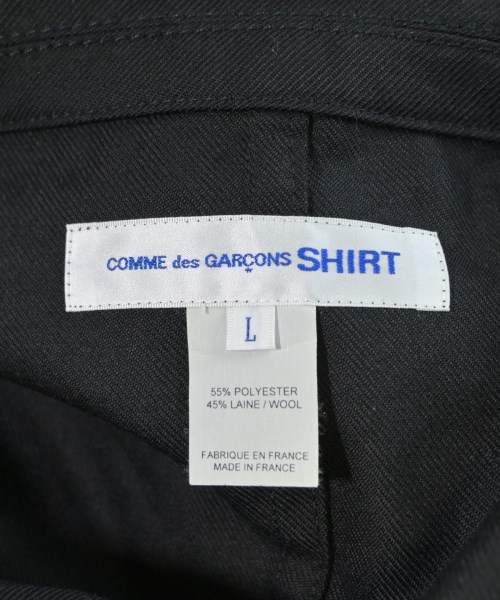 COMME des GARÇONS SHIRT
L
55% POLYESTER
45% LAINE / WOOL
FABRIQUE EN FRANCE
MADE IN FRANCE